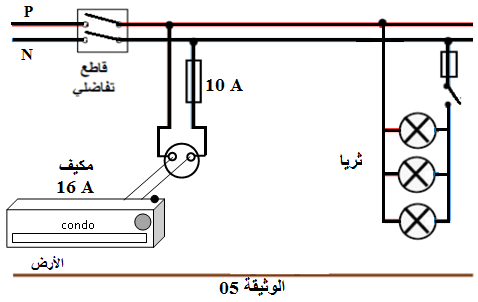 P
N
قاطع
تفاضلي
10 A
ثريا
مكيف
16 A
condo
الأرض
الوثيقة 05